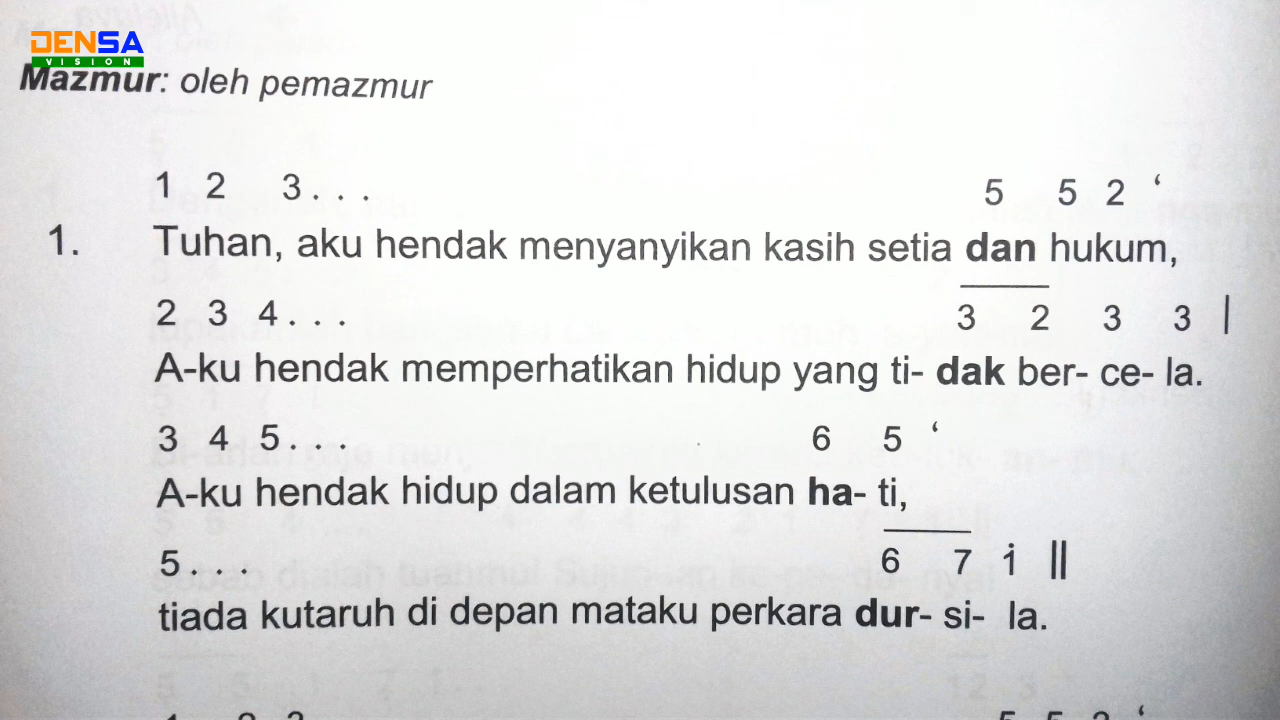 DENSA
VISION
Mazmur: oleh pemazmur
1 2 3 . . . 5 5 2 ‘
1. Tuhan, aku hendak menyanyikan kasih setia dan hukum,
2 3 4 . . . 3 2 3 3 |
A-ku hendak memperhatikan hidup yang ti- dak ber- ce- la.
3 4 5 . . . 6 5 ‘
A-ku hendak hidup dalam ketulusan ha- ti,
5 . . . 6 7 i ||
tiada kutaruh di depan mataku perkara dur- si- la.